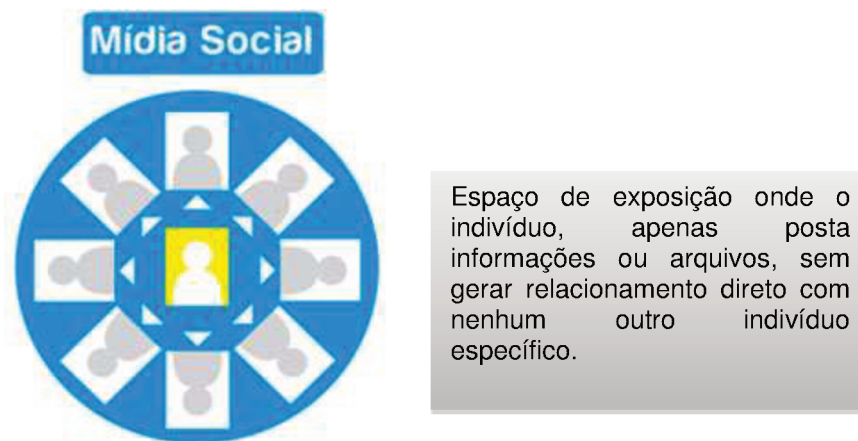 Mídia Social
Espaço de exposição onde o
indivíduo, apenas posta
informações ou arquivos, sem
gerar relacionamento direto com
nenhum outro indivíduo
específico.